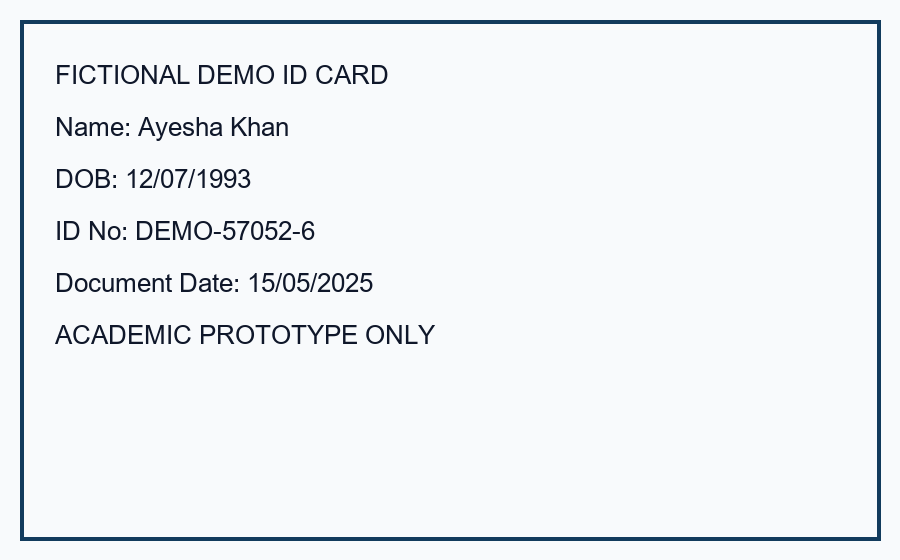 FICTIONAL DEMO ID CARD
Name: Ayesha Khan
DOB: 12/07/1993
ID No: DEMO-57052-6
Document Date: 15/05/2025
ACADEMIC PROTOTYPE ONLY